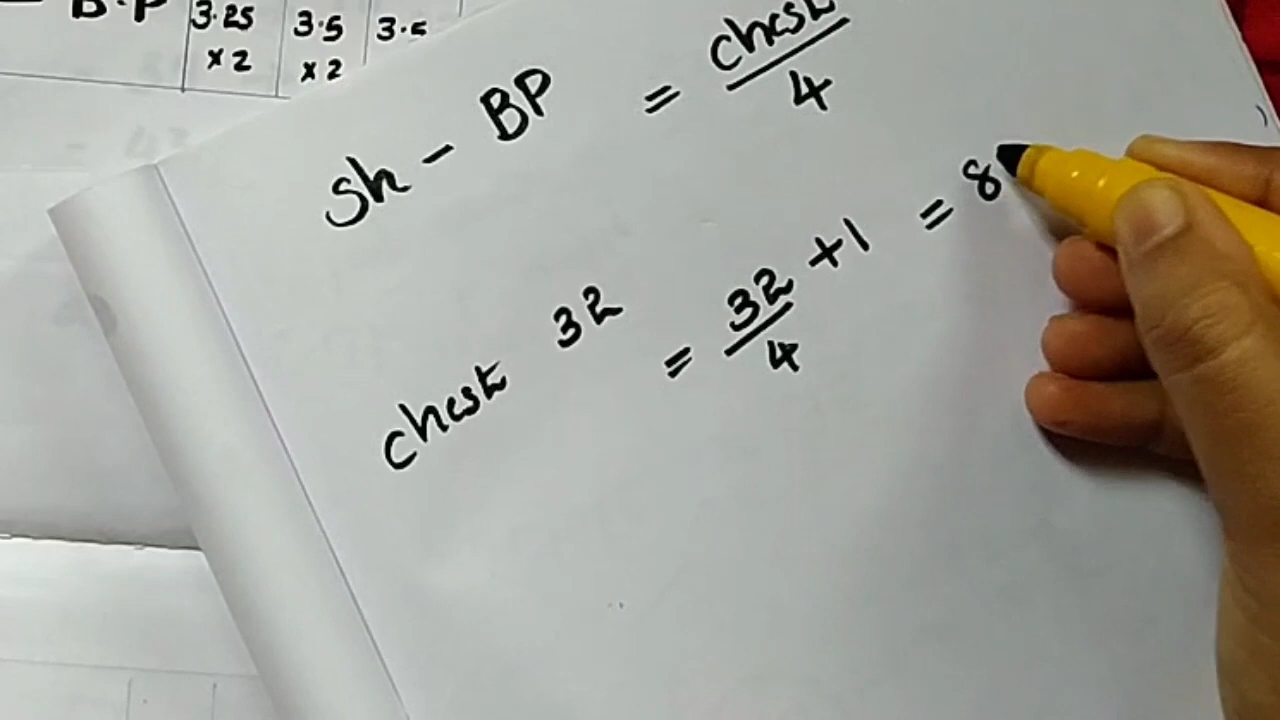 B.P 3.25 3.5 3.5
×2 ×2
Sh - BP = chest/4
chest 32 = 32/4 +1 = 8